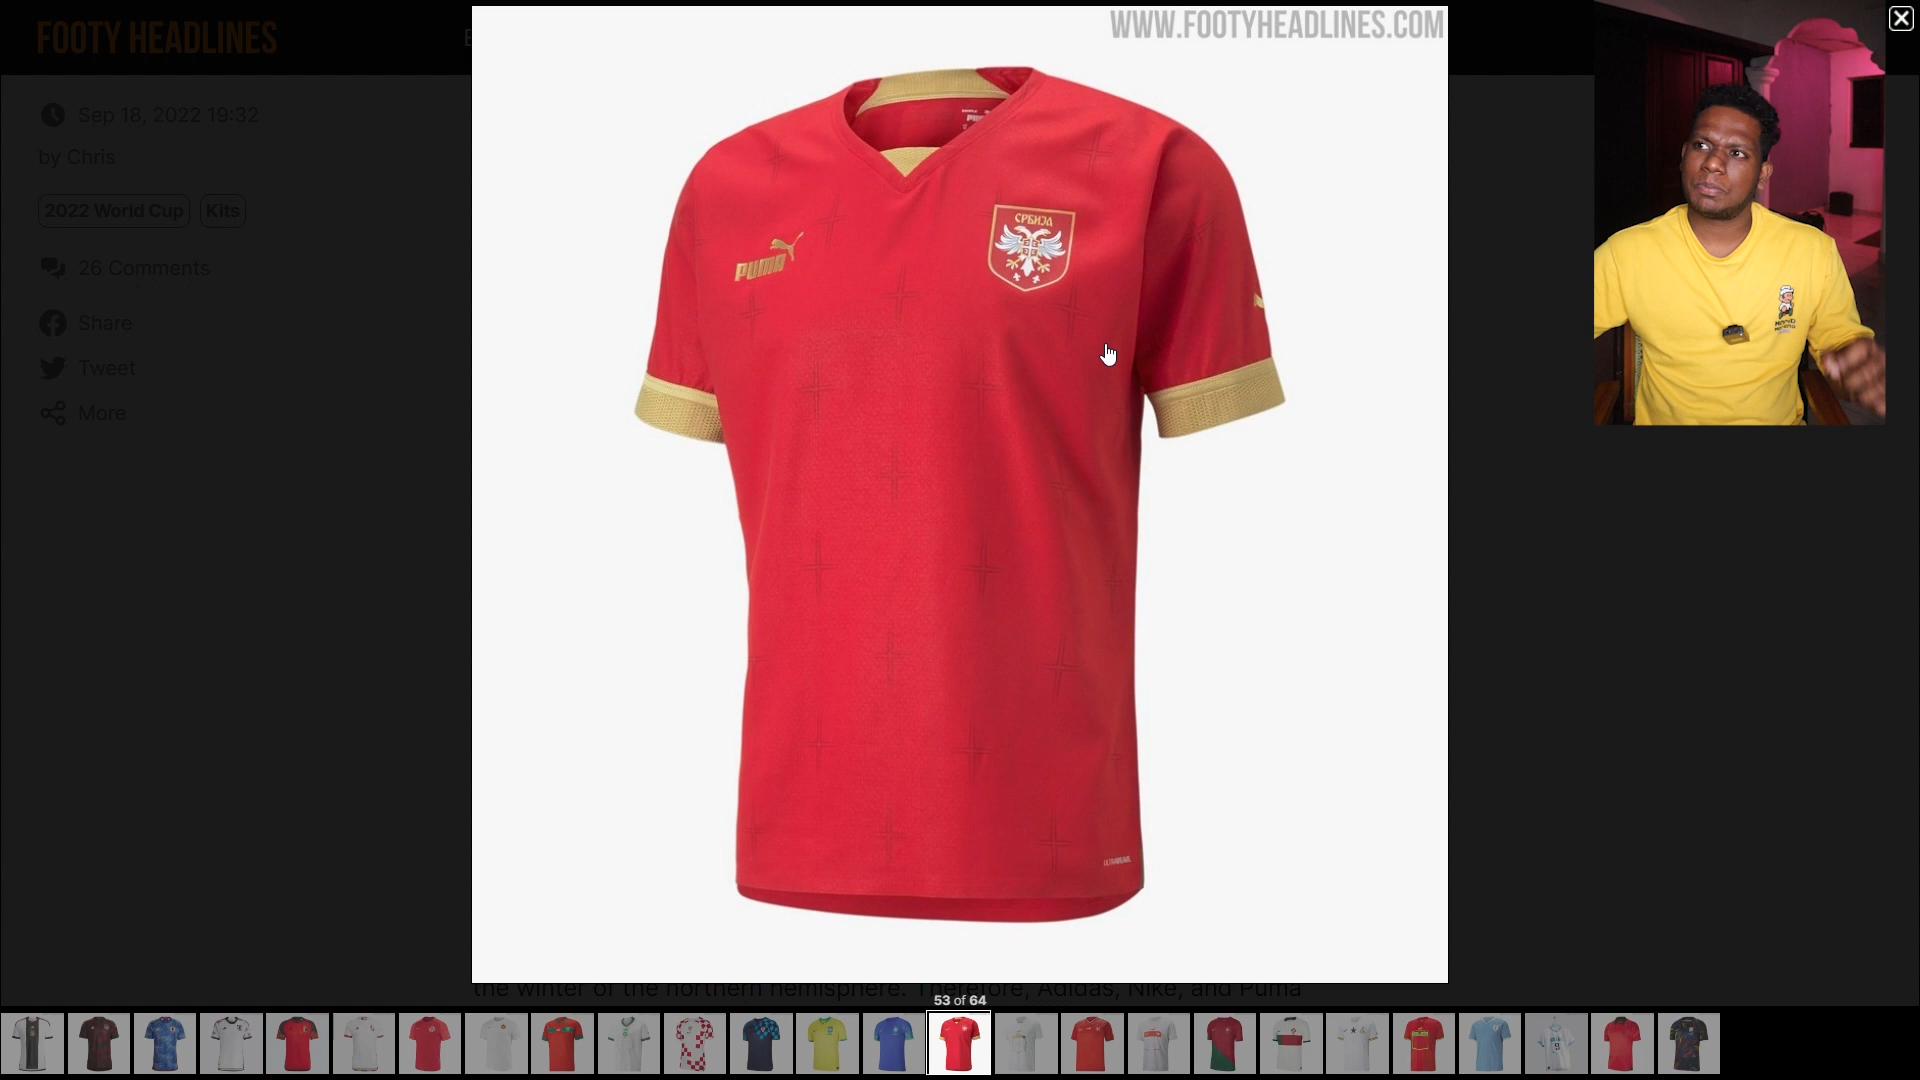 FOOTY HEADLINES
WWW.FOOTYHEADLINES.COM
Sep 18, 2022 19:32
by Chris
2022 World Cup
Kits
26 Comments
Share
Tweet
More
СРБИЈА
PUMA
the winter of the northern hemisphere. Therefore, Adidas, Nike, and Puma
53 of 64